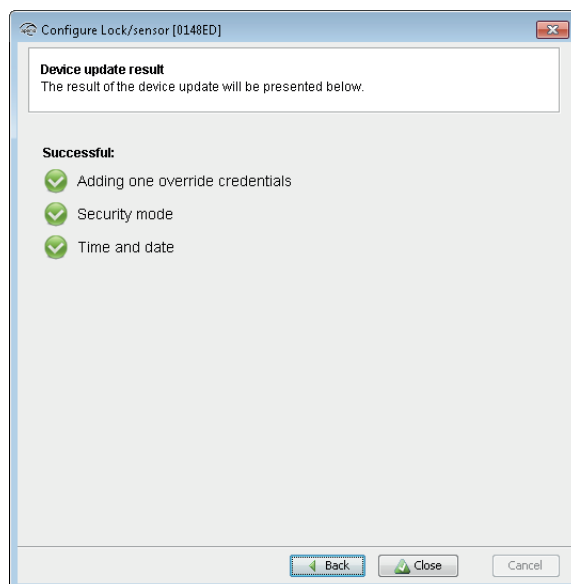 Configure Lock/sensor [0148ED]
Device update result
The result of the device update will be presented below.
Successful:
Adding one override credentials
Security mode
Time and date
Back
Close
Cancel